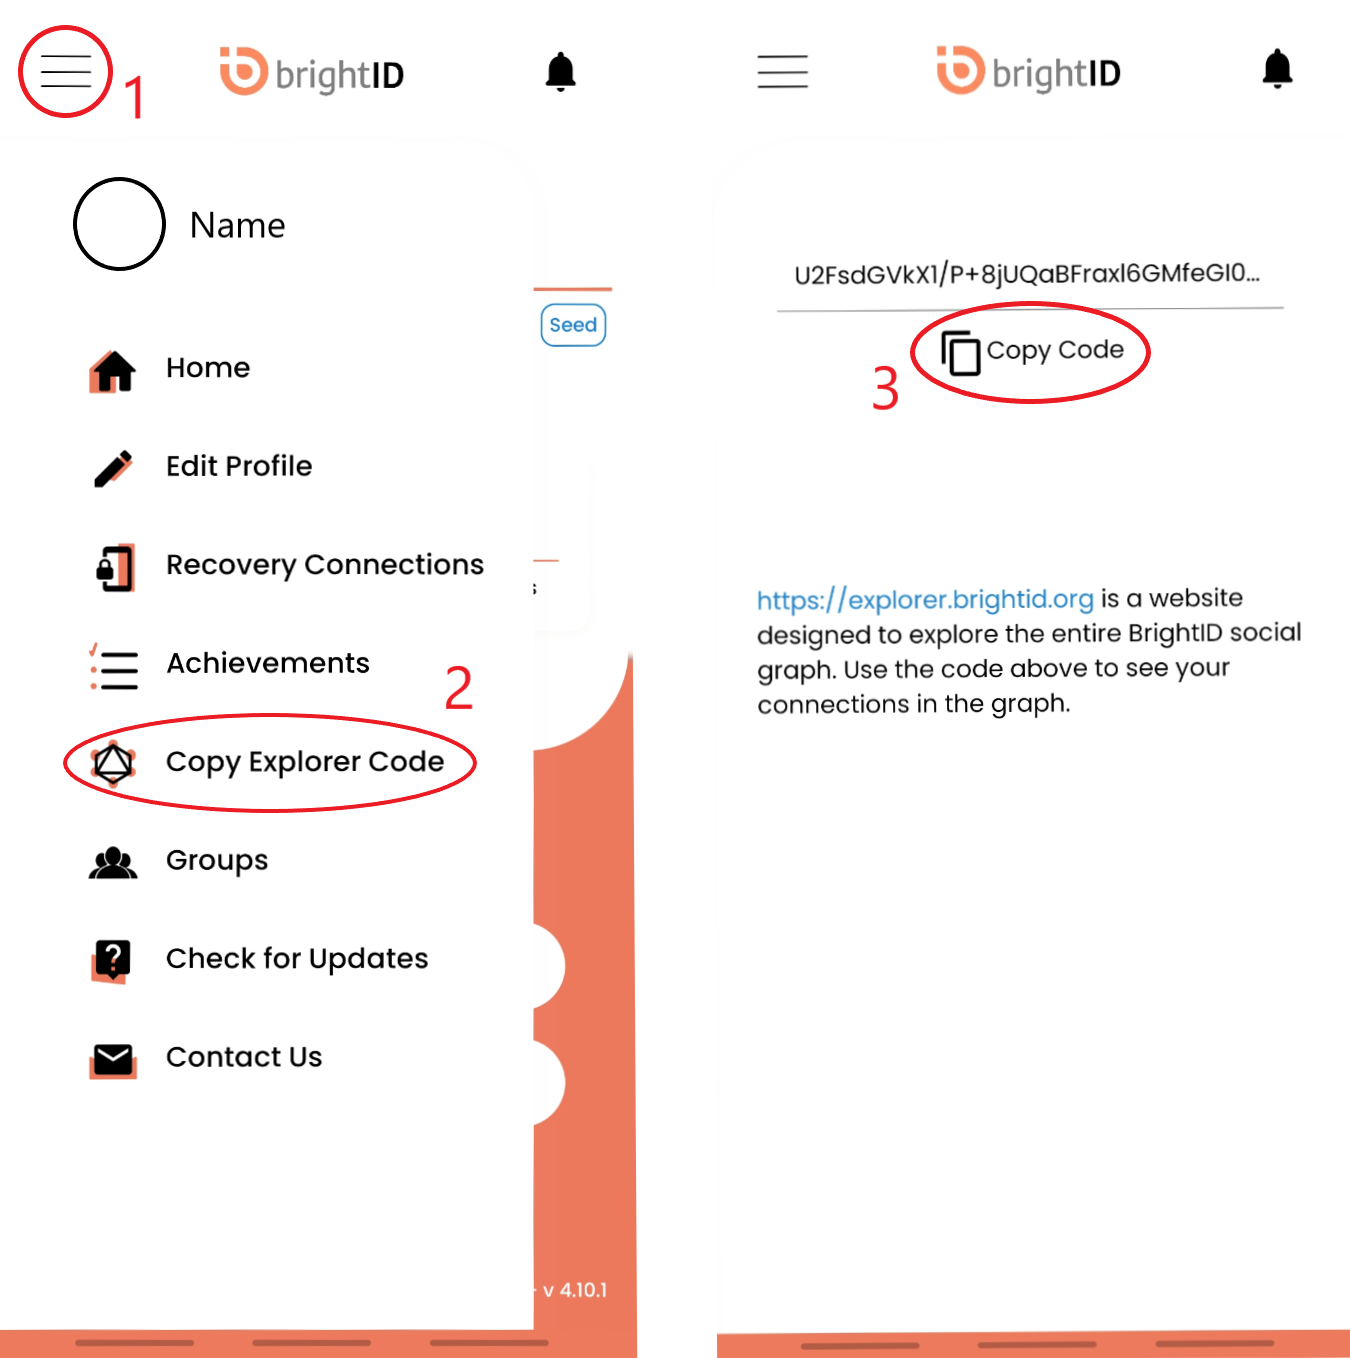 1
brightID
Name
Seed
Home
Edit Profile
Recovery Connections
s
Achievements
2
Copy Explorer Code
Groups
Check for Updates
Contact Us
v 4.10.1
brightID
U2FsdGVkX1/P+8jUQaBFraxl6GMfeGI0...
Copy Code
3
https://explorer.brightid.org is a website
designed to explore the entire BrightID social
graph. Use the code above to see your
connections in the graph.